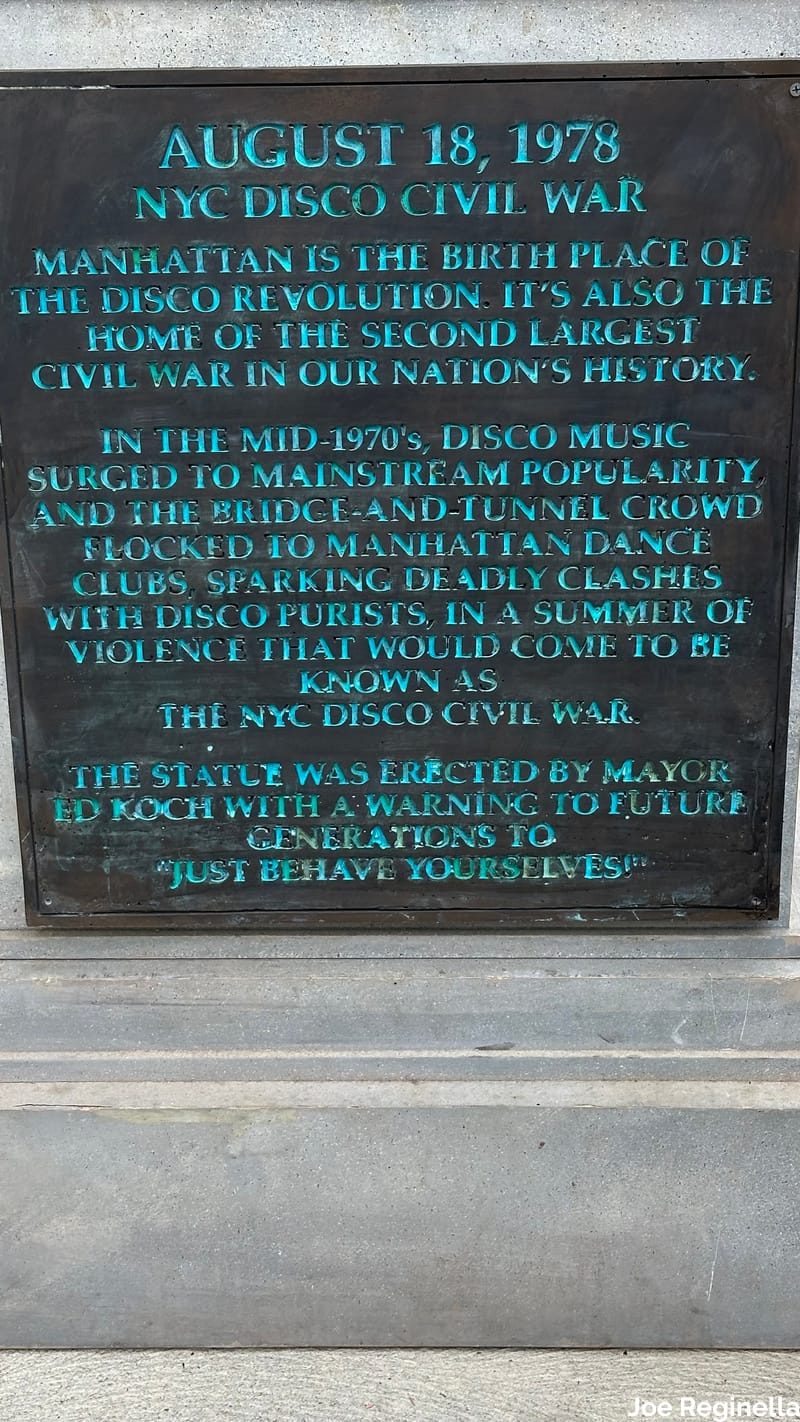 AUGUST 18, 1978
NYC DISCO CIVIL WAR
MANHATTAN IS THE BIRTH PLACE OF
THE DISCO REVOLUTION. IT'S ALSO THE
HOME OF THE SECOND LARGEST
CIVIL WAR IN OUR NATION'S HISTORY.
IN THE MID-1970's, DISCO MUSIC
SURGED TO MAINSTREAM POPULARITY,
AND THE BRIDGE-AND-TUNNEL CROWD
FLOCKED TO MANHATTAN DANCE
CLUBS, SPARKING DEADLY CLASHES
WITH DISCO PURISTS, IN A SUMMER OF
VIOLENCE THAT WOULD COME TO BE
KNOWN AS
THE NYC DISCO CIVIL WAR.
THE STATUE WAS ERECTED BY MAYOR
ED KOCH WITH A WARNING TO FUTURE
GENERATIONS TO
"JUST BEHAVE YOURSELVES!"
Joe Reginella